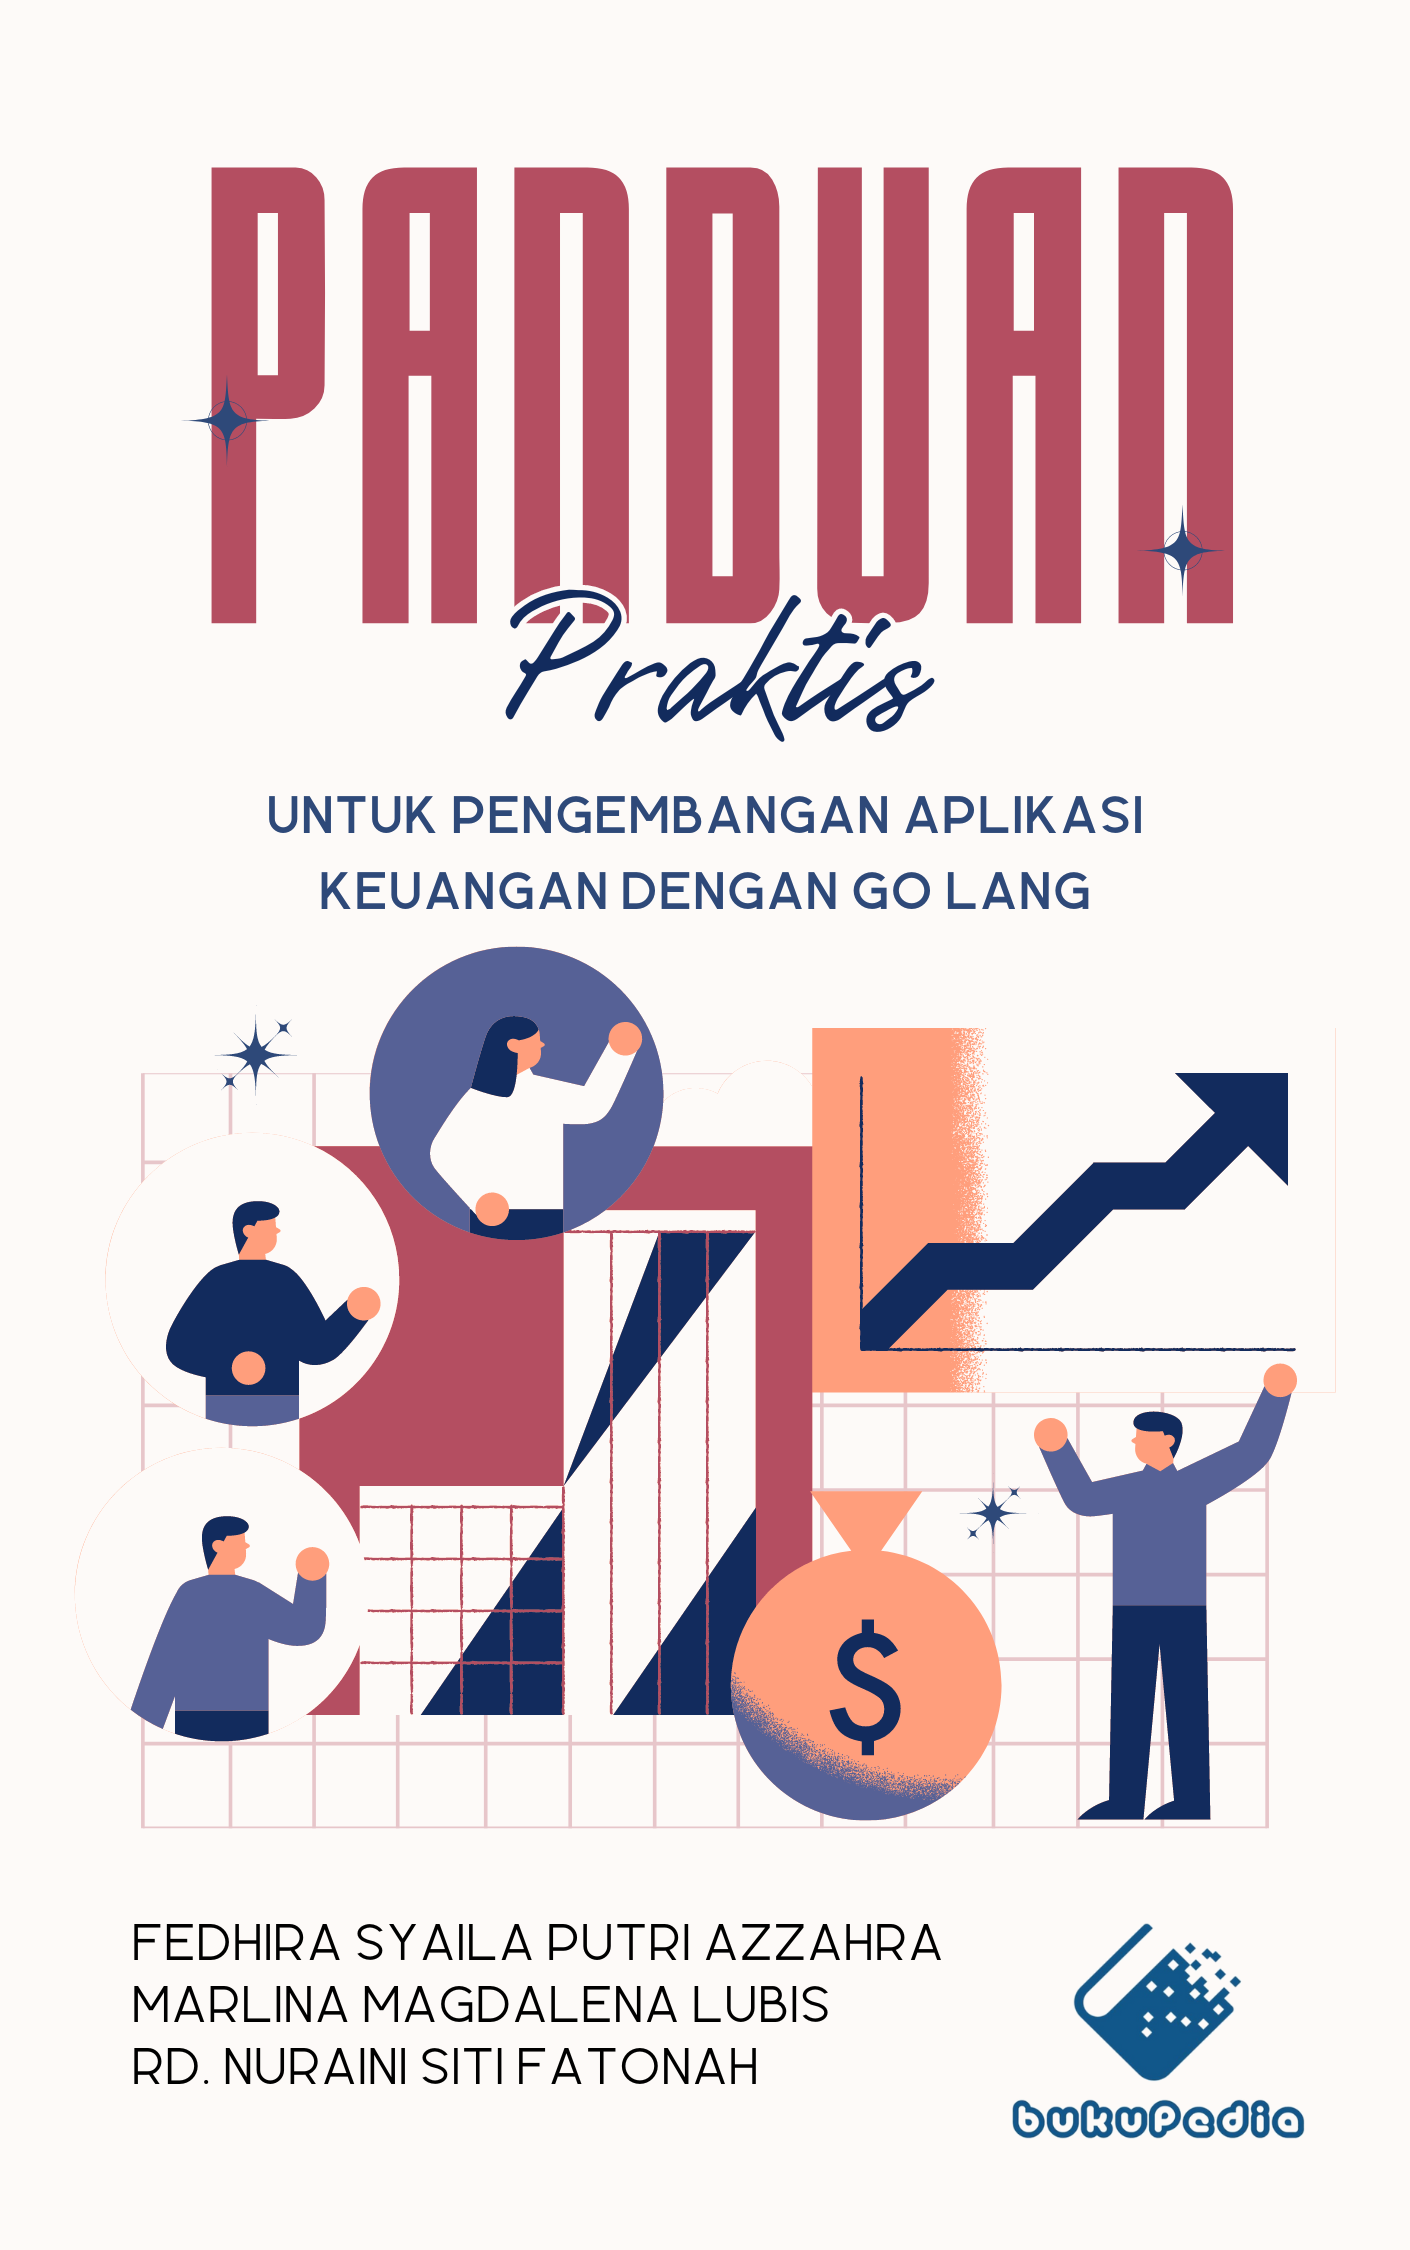 PANDUAN
Praktis
UNTUK PENGEMBANGAN APLIKASI
KEUANGAN DENGAN GO LANG
$
FEDHIRA SYAILA PUTRI AZZAHRA
MARLINA MAGDALENA LUBIS
RD. NURAINI SITI FATONAH
bukuPedia